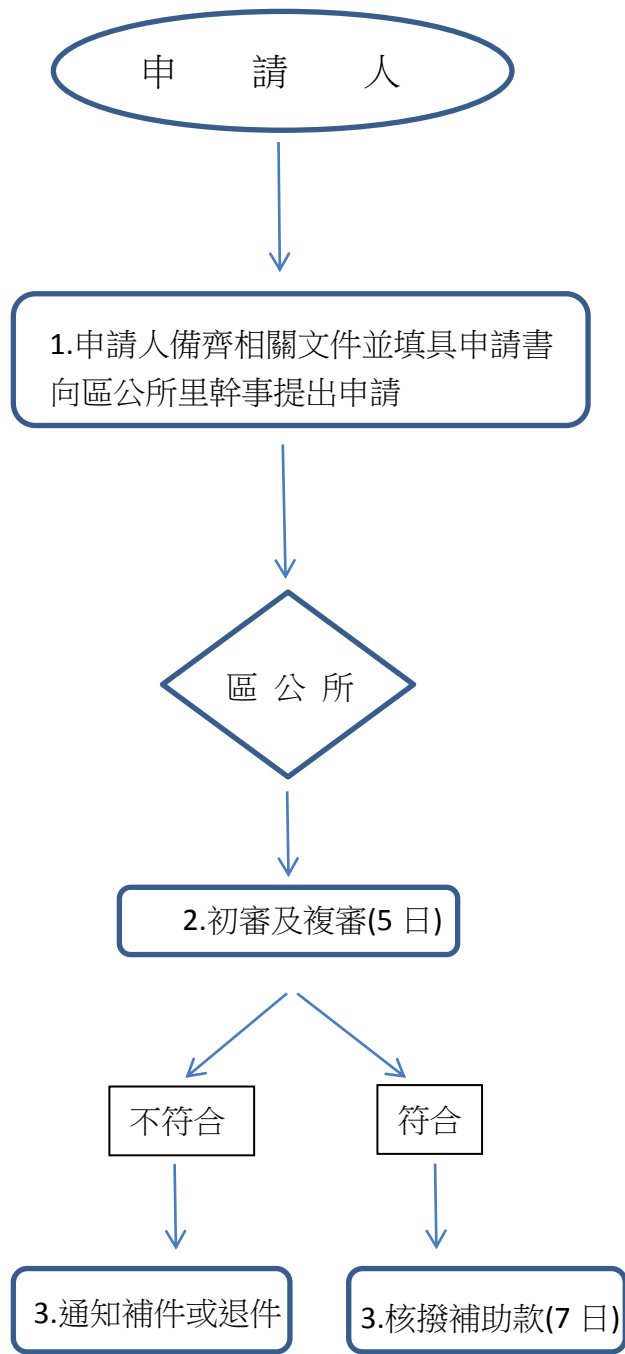 申 請 人
1.申請人備齊相關文件並填具申請書
向區公所里幹事提出申請
區 公 所
2.初審及複審(5 日)
不符合
符合
3.通知補件或退件
3.核撥補助款(7 日)